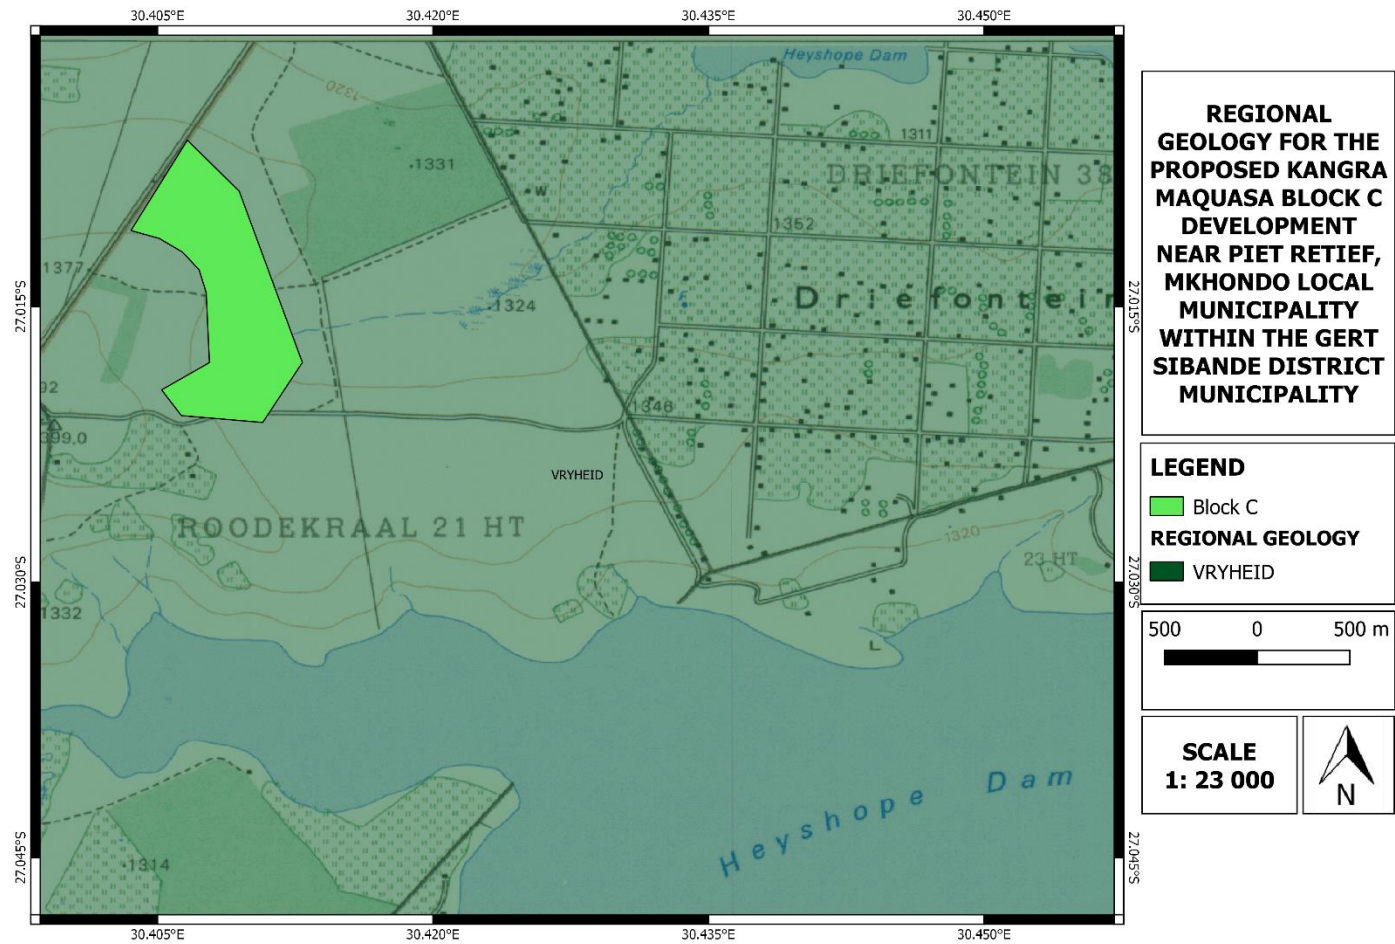 30.405°E
30.420°E
30.435°E
30.450°E
Heyshope Dam
1320
1311
1331
DRIEFONTEIN 38
W
1352
1377
27.015°S
27.015°S
1324
F
Driefontein
92
1346
399,0
VRYHEID
ROODEKRAAL 21 HT
1320
23 HT
27.030°S
27.030°S
1332
L
Heyshope Dam
27.045°S
27.045°S
1314
30.405°E
30.420°E
30.435°E
30.450°E
REGIONAL
GEOLOGY FOR THE
PROPOSED KANGRA
MAQUASA BLOCK C
DEVELOPMENT
NEAR PIET RETIEF,
MKHONDO LOCAL
MUNICIPALITY
WITHIN THE GERT
SIBANDE DISTRICT
MUNICIPALITY
LEGEND
Block C
REGIONAL GEOLOGY
VRYHEID
500 0 500 m
SCALE
1: 23 000
N